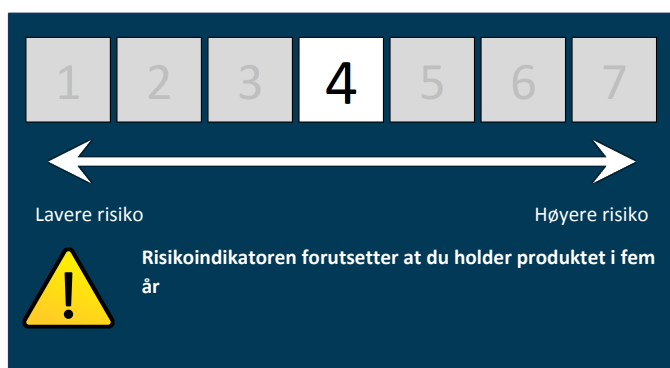 1 2 3 4 5 6 7
Lavere risiko Høyere risiko
Risikoindikatoren forutsetter at du holder produktet i fem
år